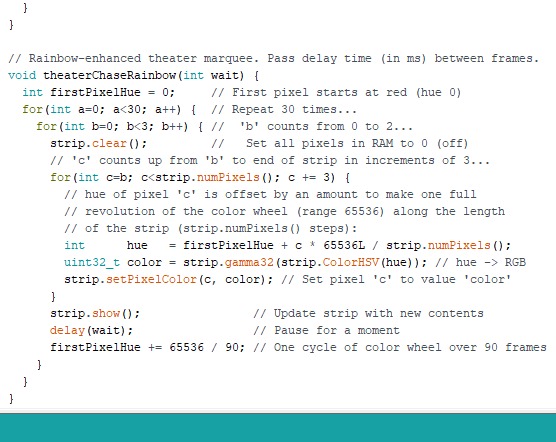 }
}

// Rainbow-enhanced theater marquee. Pass delay time (in ms) between frames.
void theaterChaseRainbow(int wait) {
  int firstPixelHue = 0;     // First pixel starts at red (hue 0)
  for(int a=0; a<30; a++) {  // Repeat 30 times...
    for(int b=0; b<3; b++) { //  'b' counts from 0 to 2...
      strip.clear();         //   Set all pixels in RAM to 0 (off)
      // 'c' counts up from 'b' to end of strip in increments of 3...
      for(int c=b; c<strip.numPixels(); c += 3) {
        // hue of pixel 'c' is offset by an amount to make one full
        // revolution of the color wheel (range 65536) along the length
        // of the strip (strip.numPixels() steps):
        int      hue   = firstPixelHue + c * 65536L / strip.numPixels();
        uint32_t color = strip.gamma32(strip.ColorHSV(hue)); // hue -> RGB
        strip.setPixelColor(c, color); // Set pixel 'c' to value 'color'
      }
      strip.show();                // Update strip with new contents
      delay(wait);                 // Pause for a moment
      firstPixelHue += 65536 / 90; // One cycle of color wheel over 90 frames
    }
  }
}